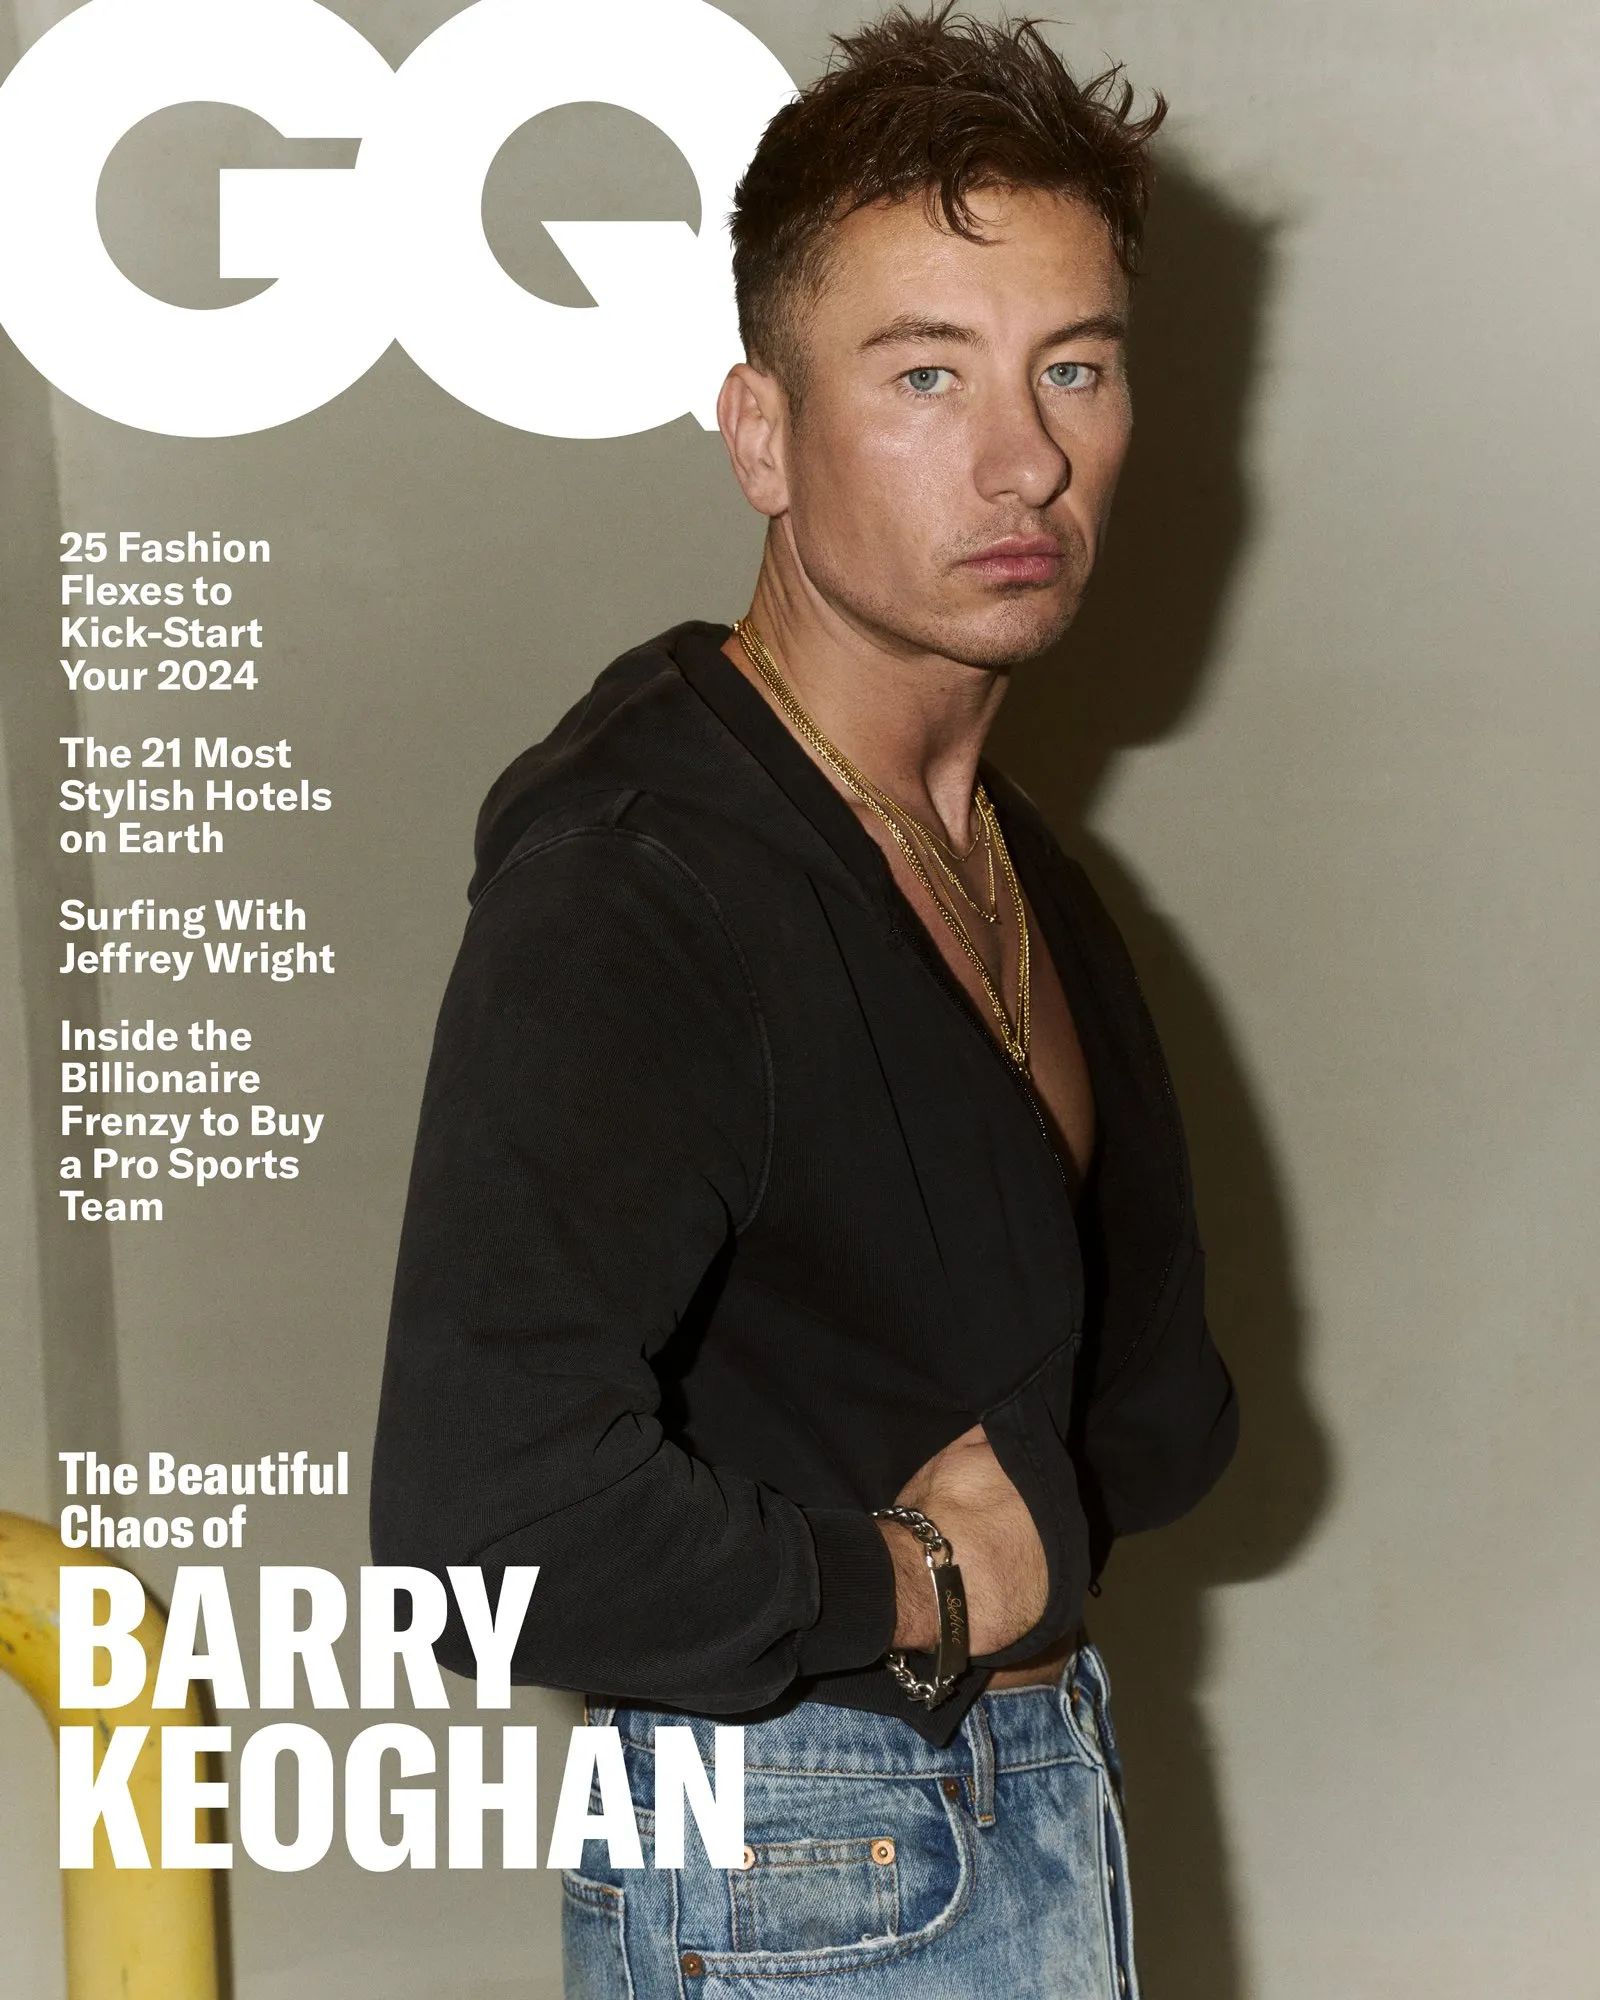 GQ
25 Fashion
Flexes to
Kick-Start
Your 2024
The 21 Most
Stylish Hotels
on Earth
Surfing With
Jeffrey Wright
Inside the
Billionaire
Frenzy to Buy
a Pro Sports
Team
The Beautiful
Chaos of
BARRY
KEOGHAN
Debbie